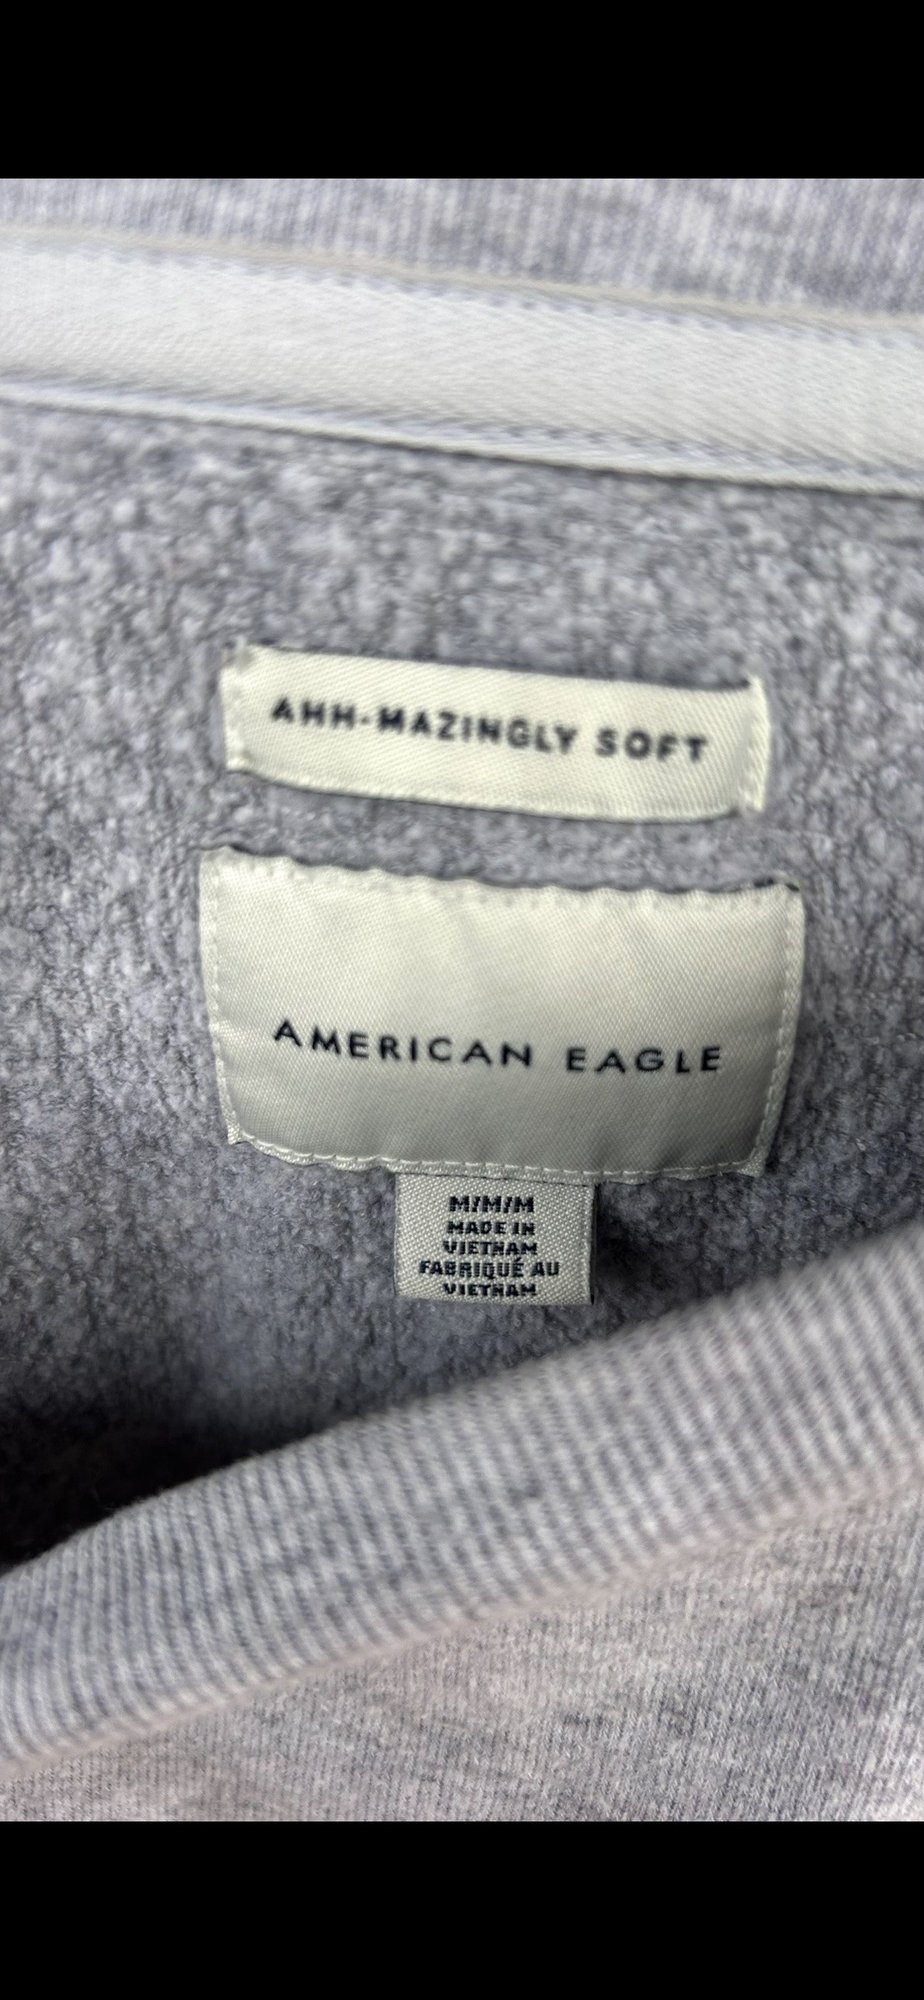 AHH-MAZINGLY SOFT
AMERICAN EAGLE
M/M/M
MADE IN
VIETNAM
FABRIQUÉ AU
VIETNAM